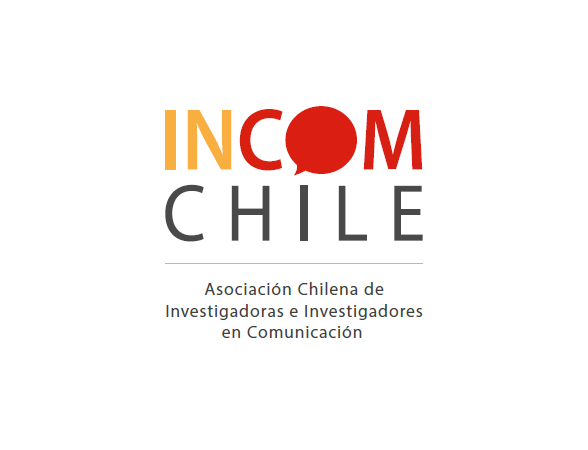 INCOM
CHILE
Asociación Chilena de
Investigadoras e Investigadores
en Comunicación